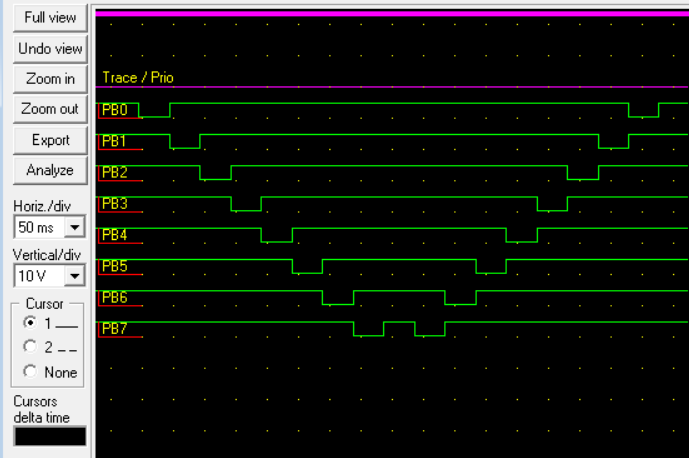 Full view
Undo view
Zoom in
Zoom out
Export
Analyze
Horiz./div
50 ms
Vertical/div
10 V
Cursor
1 ___
2 _ _
None
Cursors
delta time
Trace / Prio
PB0
PB1
PB2
PB3
PB4
PB5
PB6
PB7